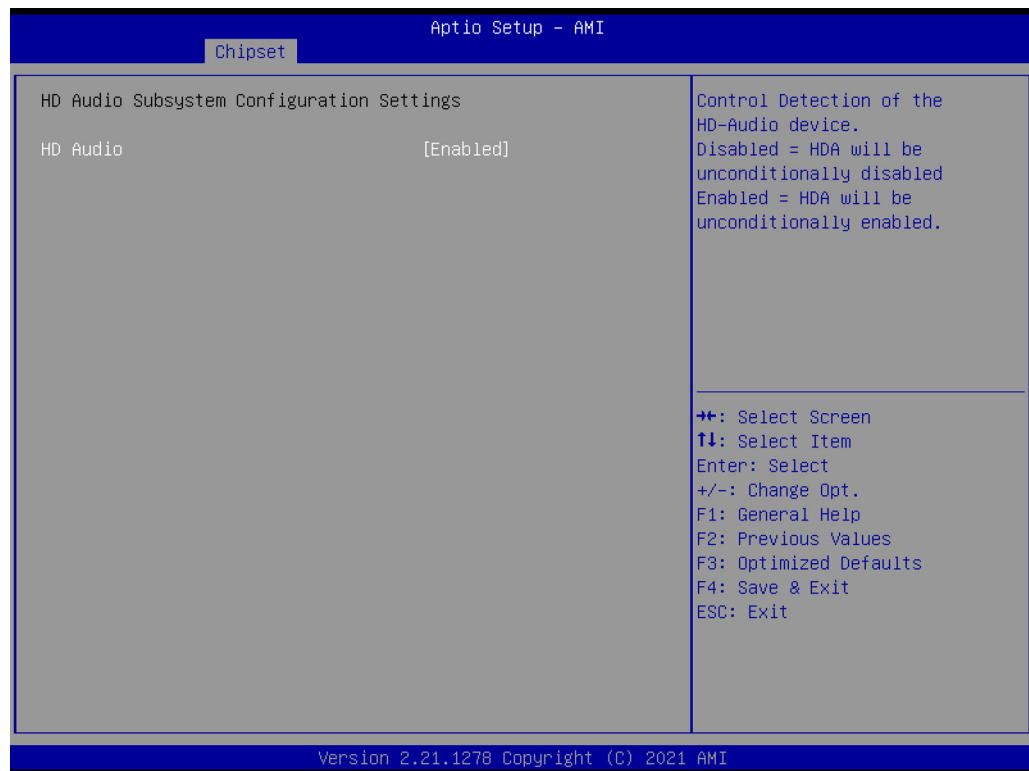 Aptio Setup – AMI
Chipset
HD Audio Subsystem Configuration Settings
HD Audio [Enabled]
Control Detection of the
HD-Audio device.
Disabled = HDA will be
unconditionally disabled
Enabled = HDA will be
unconditionally enabled.
→←: Select Screen
↑↓: Select Item
Enter: Select
+/-: Change Opt.
F1: General Help
F2: Previous Values
F3: Optimized Defaults
F4: Save & Exit
ESC: Exit
Version 2.21.1278 Copyright (C) 2021 AMI